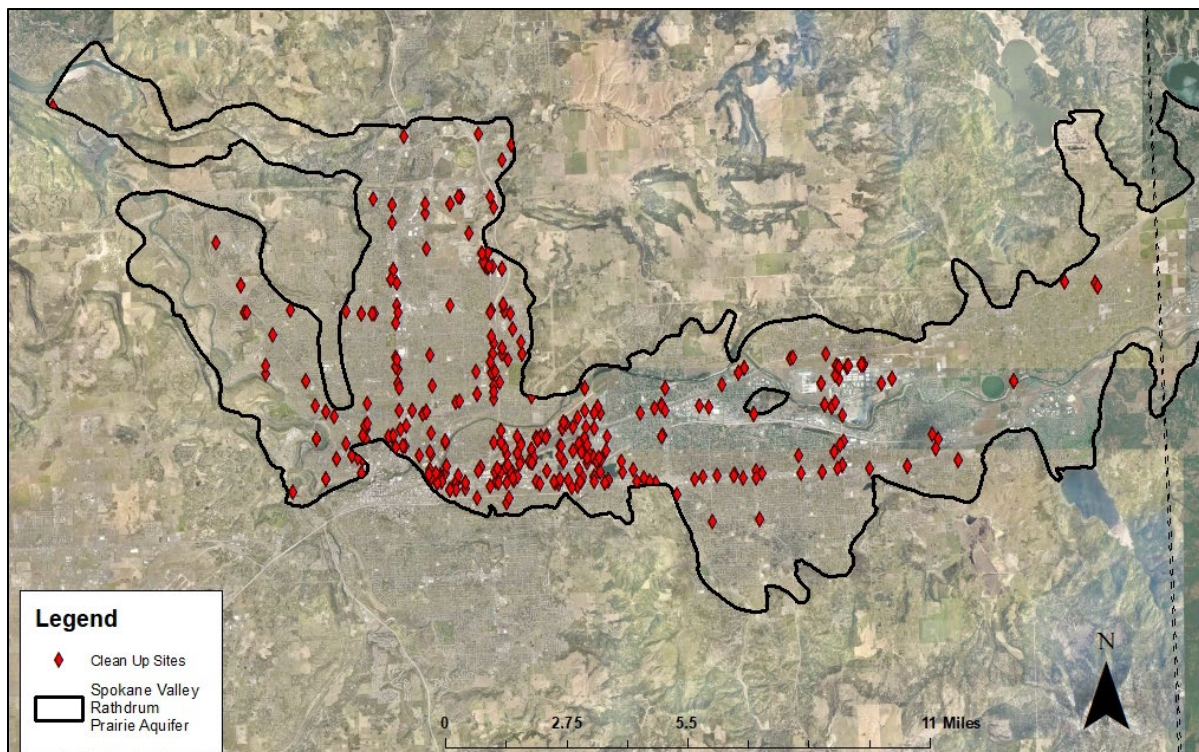 Legend
Clean Up Sites
Spokane Valley
Rathdrum
Prairie Aquifer
N
0 2.75 5.5 11 Miles